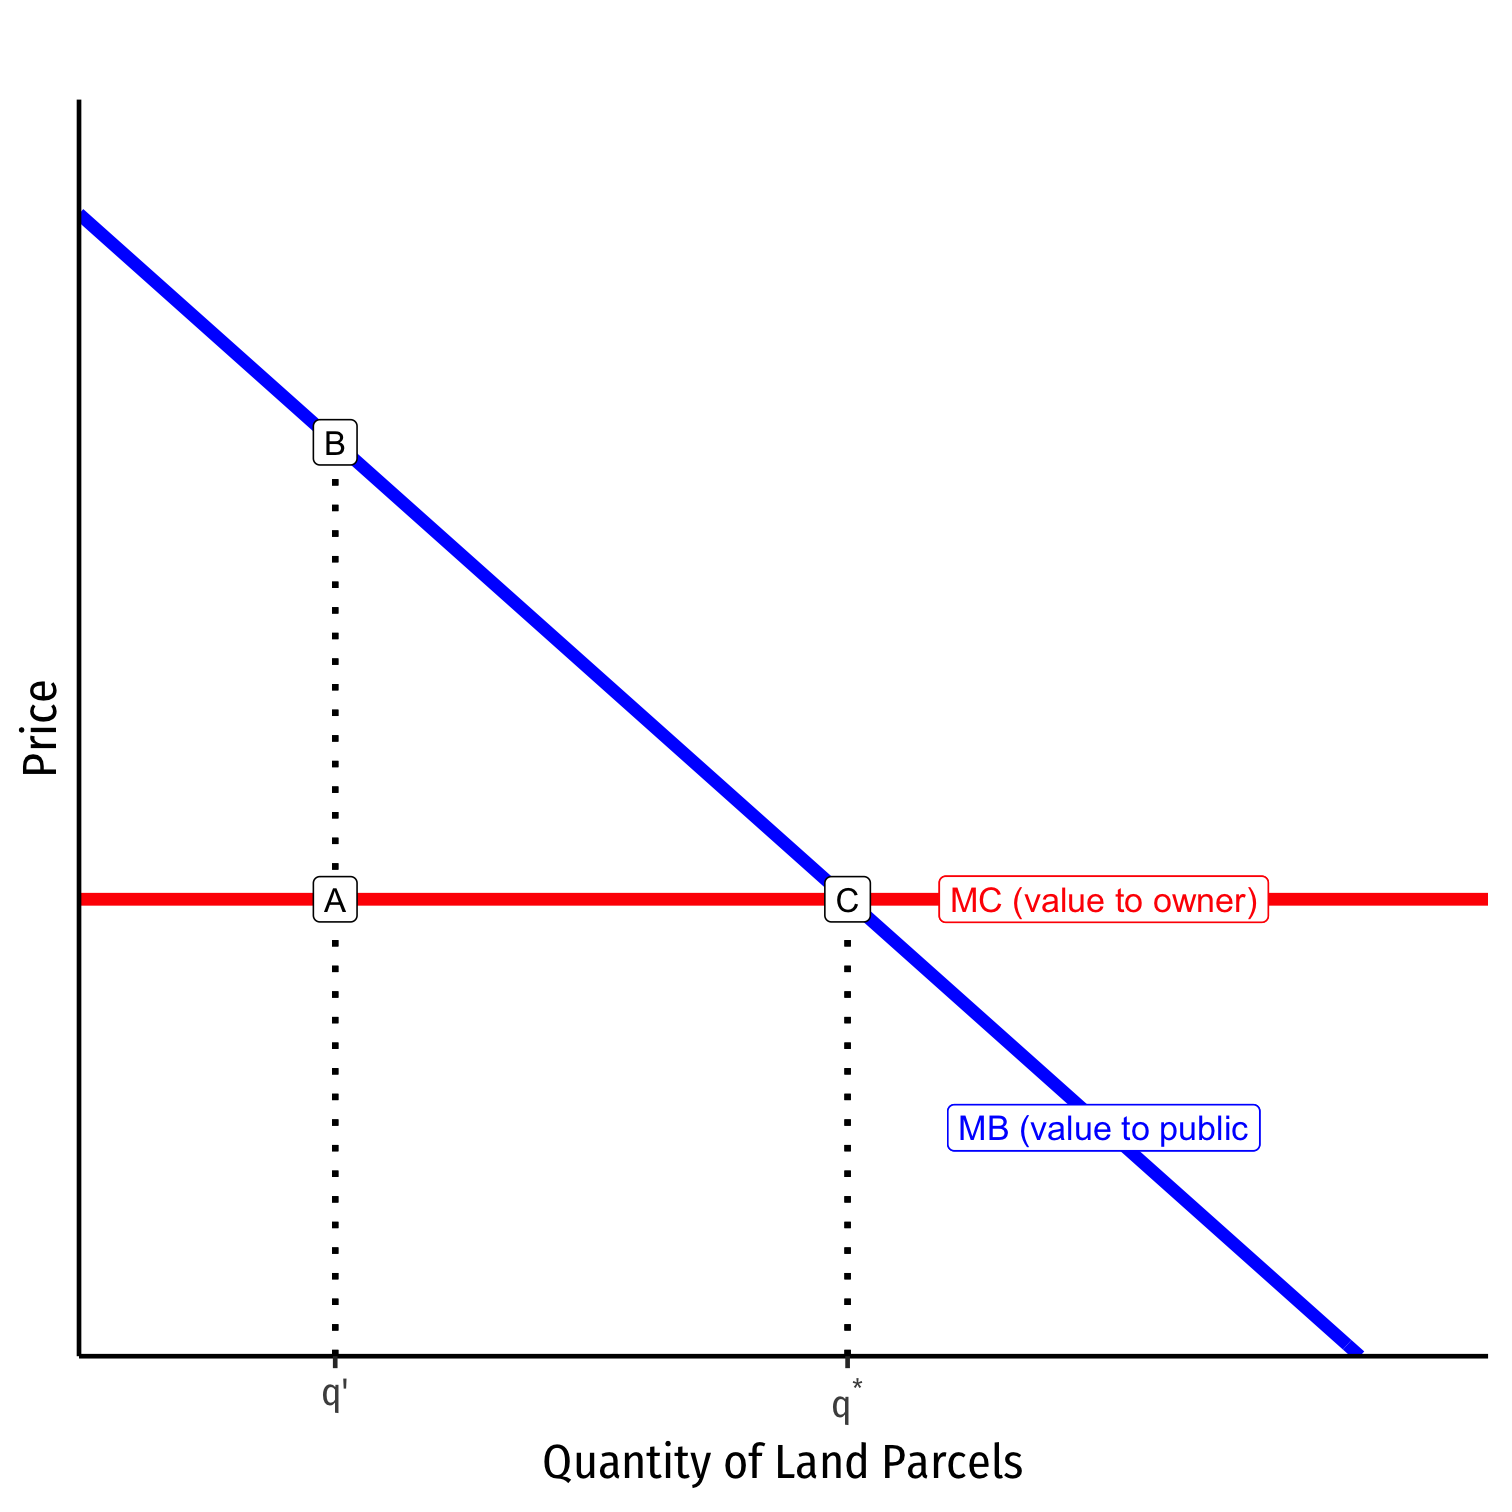 B
Price
A
C
MC (value to owner)
MB (value to public
q'
q*
Quantity of Land Parcels